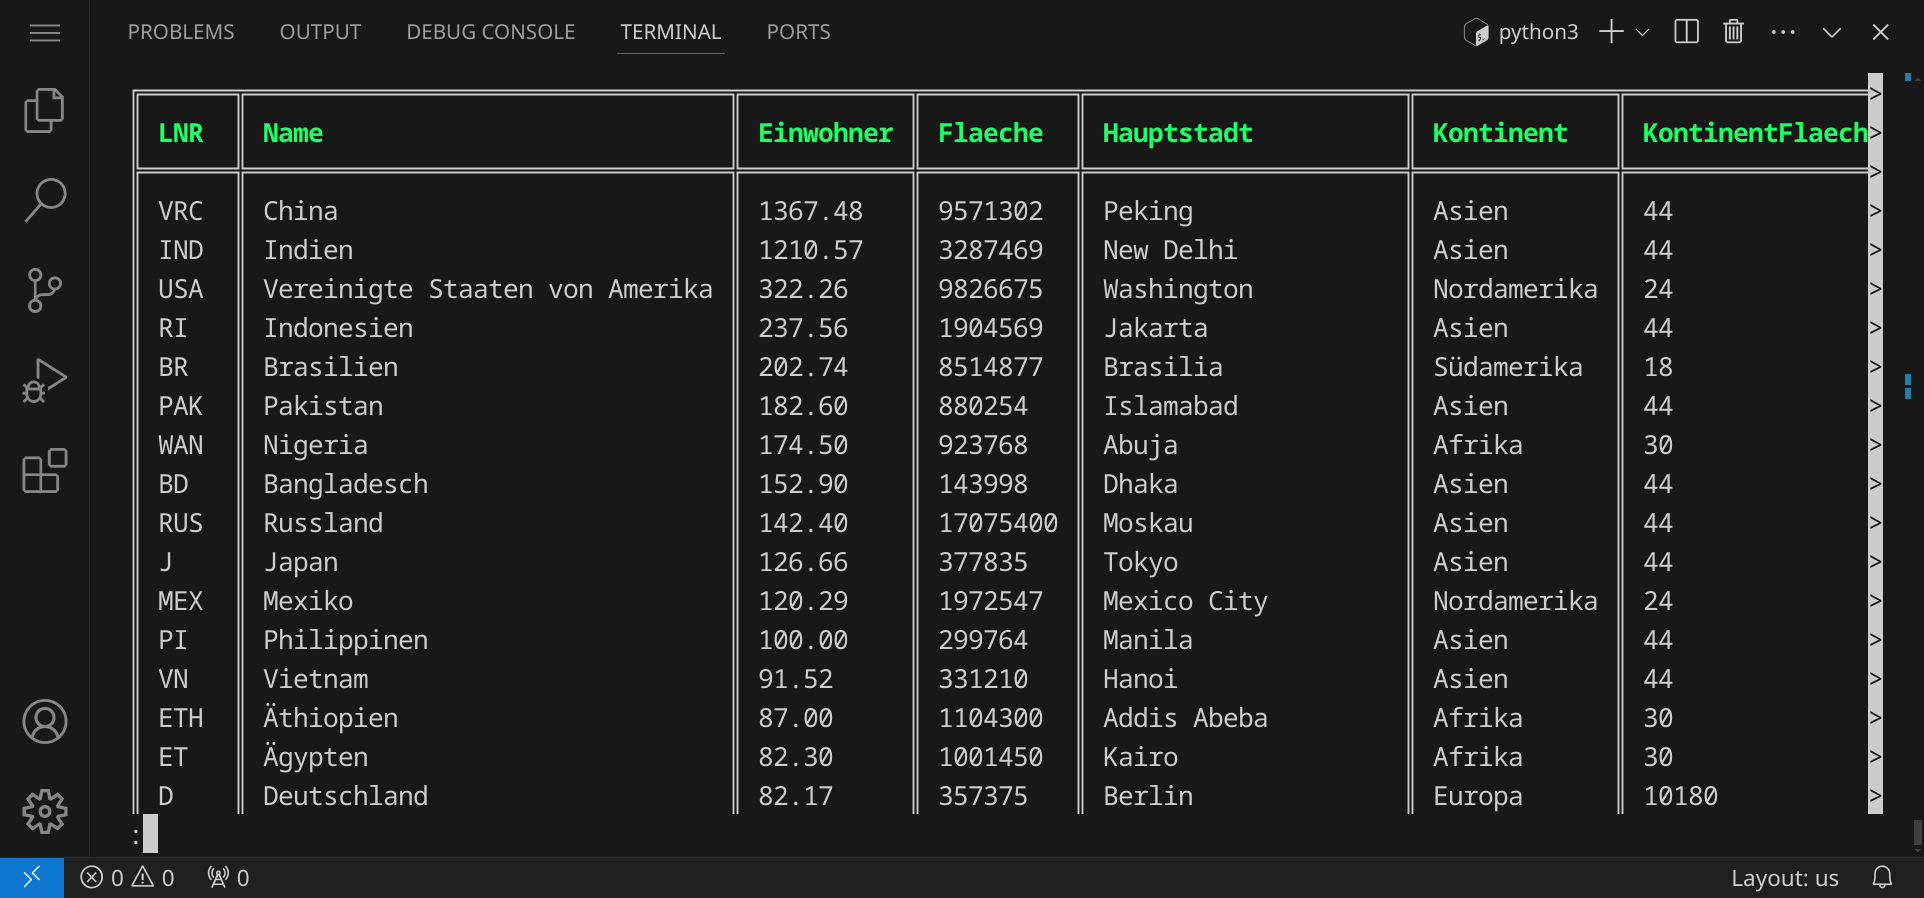 PROBLEMS OUTPUT DEBUG CONSOLE TERMINAL PORTS python3
LNR Name Einwohner Flaeche Hauptstadt Kontinent KontinentFlaech>
VRC China 1367.48 9571302 Peking Asien 44 >
IND Indien 1210.57 3287469 New Delhi Asien 44 >
USA Vereinigte Staaten von Amerika 322.26 9826675 Washington Nordamerika 24 >
RI Indonesien 237.56 1904569 Jakarta Asien 44 >
BR Brasilien 202.74 8514877 Brasilia Südamerika 18 >
PAK Pakistan 182.60 880254 Islamabad Asien 44 >
WAN Nigeria 174.50 923768 Abuja Afrika 30 >
BD Bangladesch 152.90 143998 Dhaka Asien 44 >
RUS Russland 142.40 17075400 Moskau Asien 44 >
J Japan 126.66 377835 Tokyo Asien 44 >
MEX Mexiko 120.29 1972547 Mexico City Nordamerika 24 >
PI Philippinen 100.00 299764 Manila Asien 44 >
VN Vietnam 91.52 331210 Hanoi Asien 44 >
ETH Äthiopien 87.00 1104300 Addis Abeba Afrika 30 >
ET Ägypten 82.30 1001450 Kairo Afrika 30 >
D Deutschland 82.17 357375 Berlin Europa 10180 >
:
0 0 0 Layout: us